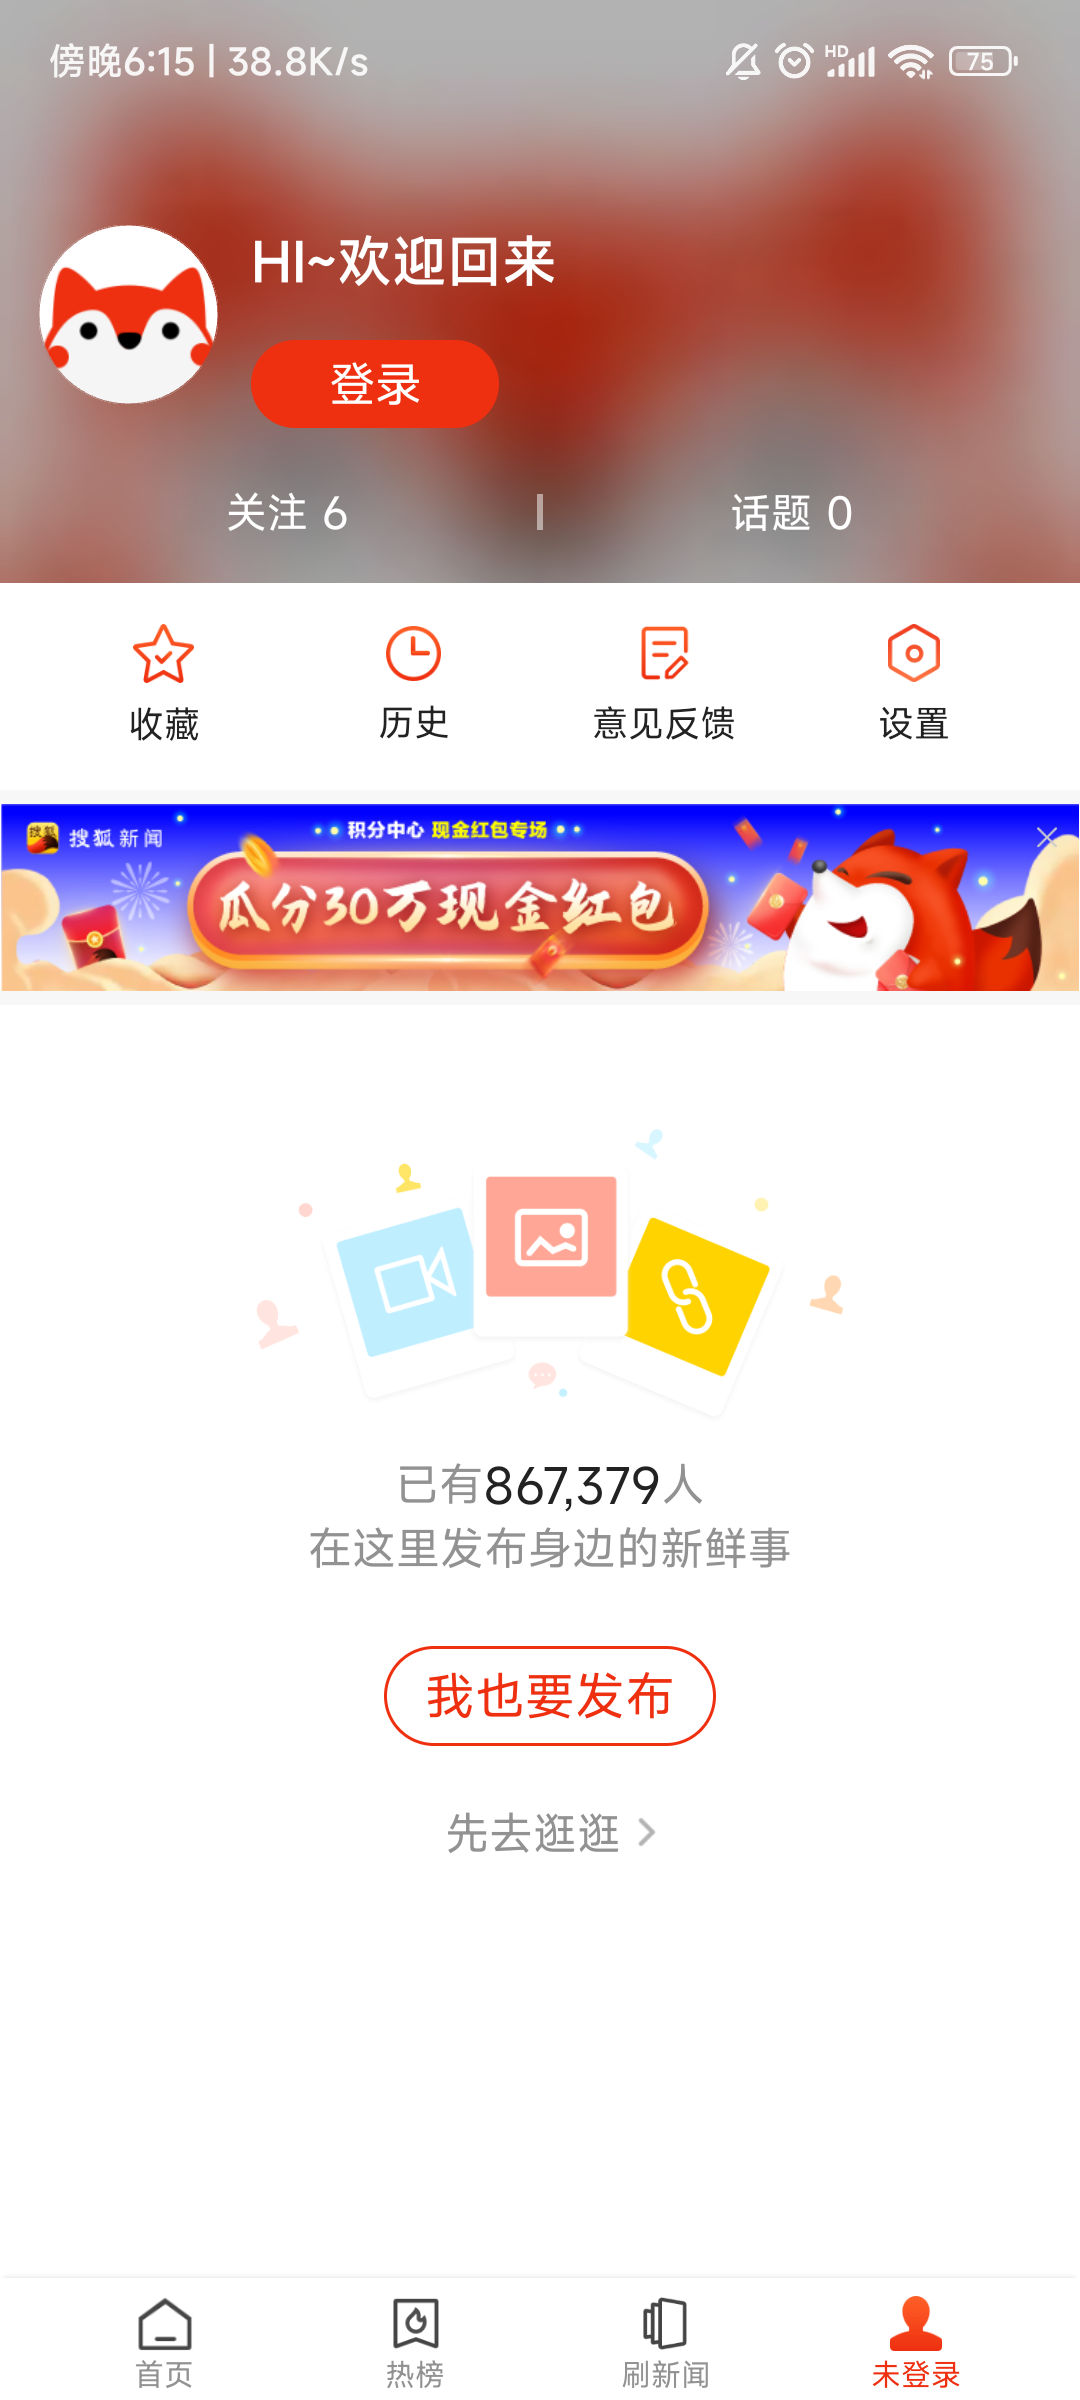 傍晚6:15 | 38.8K/s
HD
75
HI~欢迎回来
登录
关注 6
话题 0
收藏
历史
意见反馈
设置
搜狐
搜狐新闻
积分中心 现金红包专场
瓜分30万现金红包
已有867,379人
在这里发布身边的新鲜事
我也要发布
先去逛逛
首页
热榜
刷新闻
未登录